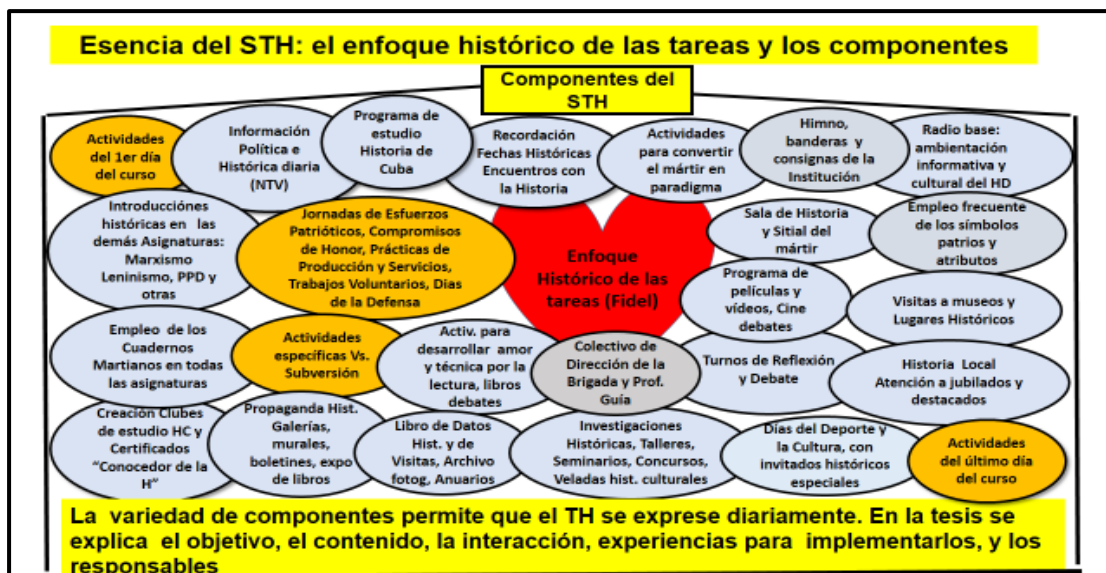 Esencia del STH: el enfoque histórico de las tareas y los componentes
Componentes del
STH
Actividades
del 1er día
del curso
Información
Política e
Histórica diaria
(NTV)
Programa de
estudio
Historia de
Cuba
Recordación
Fechas Históricas
Encuentros con
la Historia
Actividades
para convertir
el mártir en
paradigma
Himno,
banderas y
consignas de la
Institución
Radio base:
ambientación
informativa y
cultural del HD
Introducciónes
históricas en las
demás Asignaturas:
Marxismo
Leninismo, PPD y
otras
Jornadas de Esfuerzos
Patrióticos, Compromisos
de Honor, Prácticas de
Producción y Servicios,
Trabajos Voluntarios, Días
de la Defensa
Enfoque
Histórico de las
tareas (Fidel)
Sala de Historia
y Sitial del
mártir
Empleo frecuente
de los símbolos
patrios y
atributos
Programa de
películas y
vídeos, Cine
debates
Visitas a museos y
Lugares Históricos
Empleo de los
Cuadernos
Martianos en todas
las asignaturas
Actividades
específicas Vs.
Subversión
Activ. para
desarrollar amor
y técnica por la
lectura, libros
debates
Colectivo de
Dirección de la
Brigada y Prof.
Guía
Turnos de Reflexión
y Debate
Historia Local
Atención a jubilados y
destacados
Creación Clubes
de estudio HC y
Certificados
“Conocedor de la
H”
Propaganda Hist.
Galerías,
murales,
boletines, expo
de libros
Libro de Datos
Hist. y de
Visitas, Archivo
fotog, Anuarios
Investigaciones
Históricas, Talleres,
Seminarios, Concursos,
Veladas hist. culturales
Días del Deporte y
la Cultura, con
invitados históricos
especiales
Actividades
del último día
del curso
La variedad de componentes permite que el TH se exprese diariamente. En la tesis se
explica el objetivo, el contenido, la interacción, experiencias para implementarlos, y los
responsables